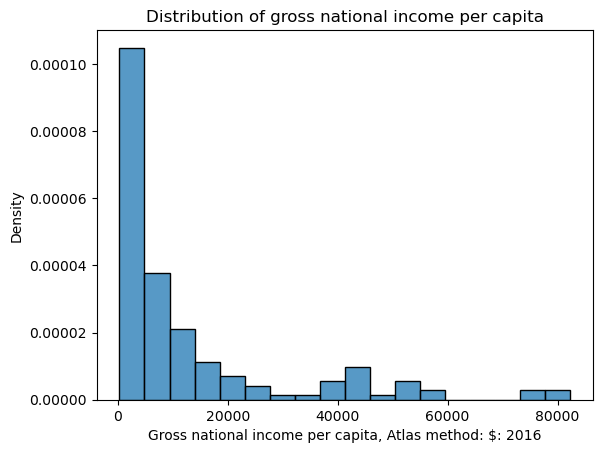 Distribution of gross national income per capita
0.00010
0.00008
0.00006
0.00004
0.00002
0.00000
Density
0 20000 40000 60000 80000
Gross national income per capita, Atlas method: $: 2016